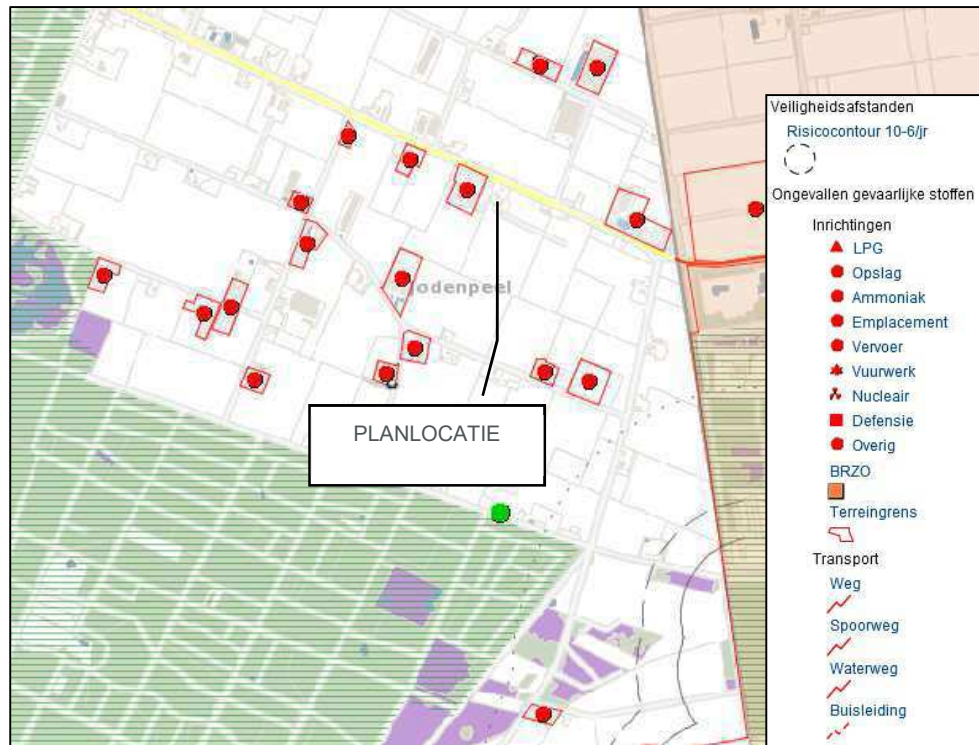 Jodenpeel
PLANLOCATIE
Veiligheidsafstanden
Risicocontour 10-6/jr
Ongevallen gevaarlijke stoffen
Inrichtingen
LPG
Opslag
Ammoniak
Emplacement
Vervoer
Vuurwerk
Nucleair
Defensie
Overig
BRZO
Terreingrens
Transport
Weg
Spoorweg
Waterweg
Buisleiding